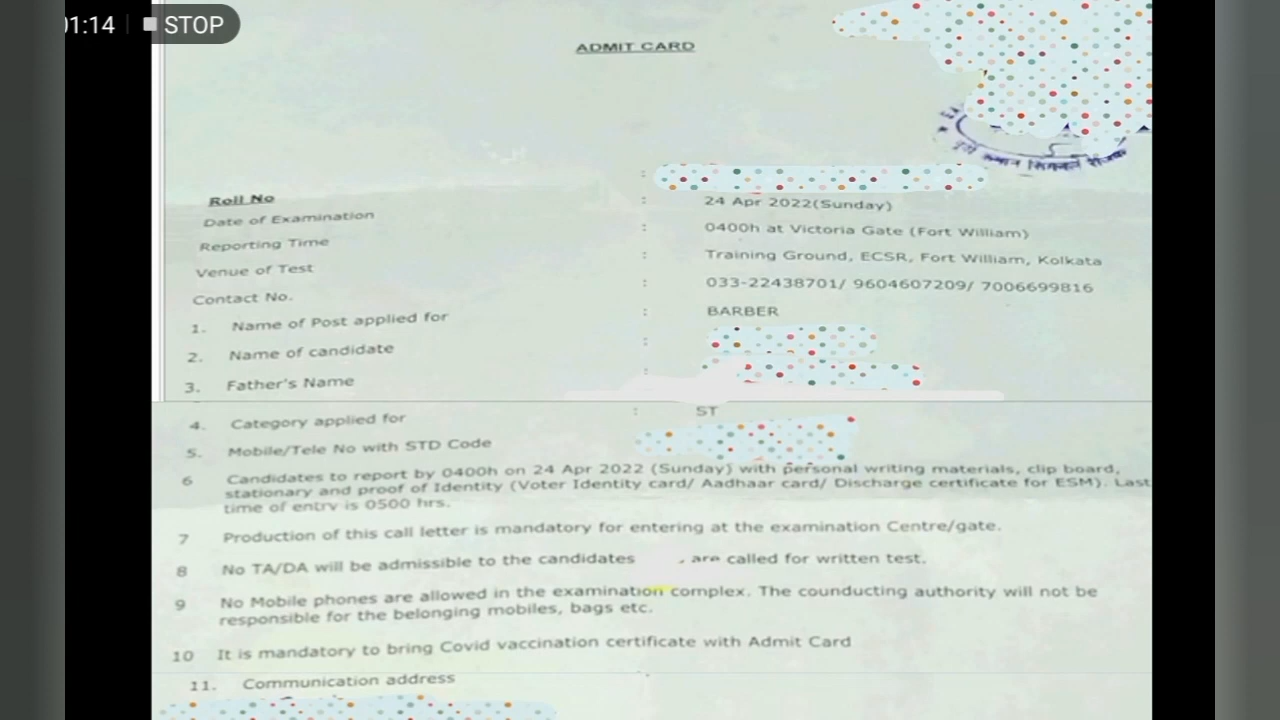 01:14 STOP
ADMIT CARD
पूर्व कमान सिगनल रेजिमेंट
Roll No :
Date of Examination : 24 Apr 2022(Sunday)
Reporting Time : 0400h at Victoria Gate (Fort William)
Venue of Test : Training Ground, ECSR, Fort William, Kolkata
Contact No. : 033-22438701/ 9604607209/ 7006699816
1. Name of Post applied for : BARBER
2. Name of candidate :
3. Father's Name :
4. Category applied for : ST
5. Mobile/Tele No with STD Code
6 Candidates to report by 0400h on 24 Apr 2022 (Sunday) with personal writing materials, clip board,
stationary and proof of Identity (Voter Identity card/ Aadhaar card/ Discharge certificate for ESM). Last
time of entry is 0500 hrs.
7 Production of this call letter is mandatory for entering at the examination Centre/gate.
8 No TA/DA will be admissible to the candidates are called for written test.
9 No Mobile phones are allowed in the examination complex. The counducting authority will not be
responsible for the belonging mobiles, bags etc.
10 It is mandatory to bring Covid vaccination certificate with Admit Card
11. Communication address